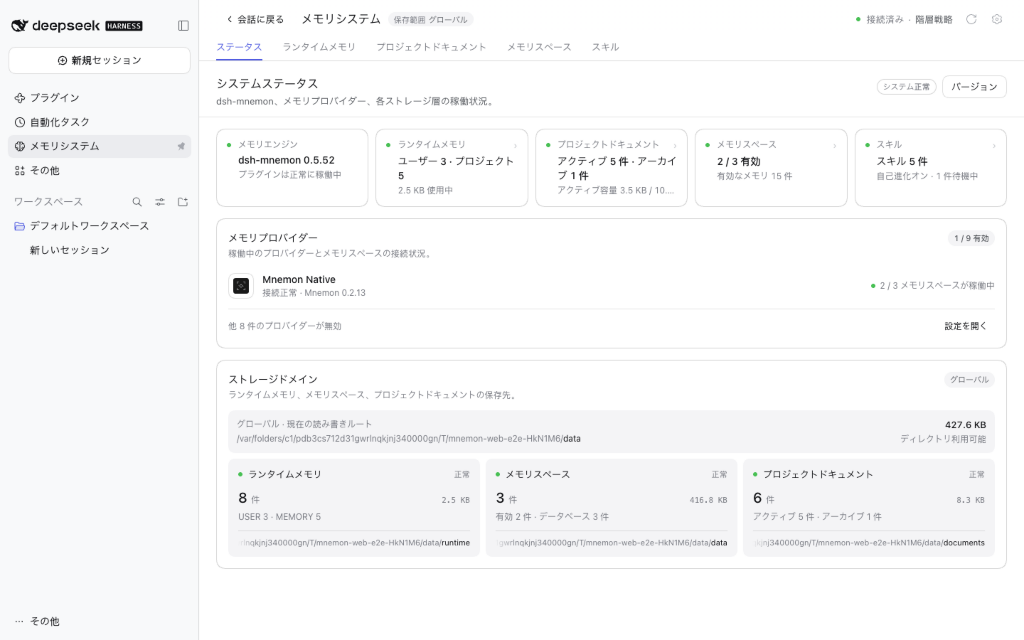 deepseek HARNESS
新規セッション
プラグイン
自動化タスク
メモリシステム
その他
ワークスペース
デフォルトワークスペース
新しいセッション
その他
会話に戻る
メモリシステム
保存範囲 グローバル
接続済み · 階層戦略
ステータス
ランタイムメモリ
プロジェクトドキュメント
メモリスペース
スキル
システムステータス
dsh-mnemon、メモリプロバイダー、各ストレージ層の稼働状況。
システム正常
バージョン
メモリエンジン
dsh-mnemon 0.5.52
プラグインは正常に稼働中
ランタイムメモリ
ユーザー 3 · プロジェクト
5
2.5 KB 使用中
プロジェクトドキュメント
アクティブ 5 件 · アーカイ
ブ 1 件
アクティブ容量 3.5 KB / 10....
メモリスペース
2 / 3 有効
有効なメモリ 15 件
スキル
スキル 5 件
自己進化オン · 1 件待機中
メモリプロバイダー
稼働中のプロバイダーとメモリスペースの接続状況。
1 / 9 有効
Mnemon Native
接続正常 · Mnemon 0.2.13
2 / 3 メモリスペースが稼働中
他 8 件のプロバイダーが無効
設定を開く
ストレージドメイン
ランタイムメモリ、メモリスペース、プロジェクトドキュメントの保存先。
グローバル
グローバル · 現在の読み書きルート
/var/folders/c1/pdb3cs712d31gwrlnqkjnj340000gn/T/mnemon-web-e2e-HkN1M6/data
427.6 KB
ディレクトリ利用可能
ランタイムメモリ
正常
8 件
2.5 KB
USER 3 · MEMORY 5
rlnqkjnj340000gn/T/mnemon-web-e2e-HkN1M6/data/runtime
メモリスペース
正常
3 件
416.8 KB
有効 2 件 · データベース 3 件
gwrlnqkjnj340000gn/T/mnemon-web-e2e-HkN1M6/data/data
プロジェクトドキュメント
正常
6 件
8.3 KB
アクティブ 5 件 · アーカイブ 1 件
kjnj340000gn/T/mnemon-web-e2e-HkN1M6/data/documents